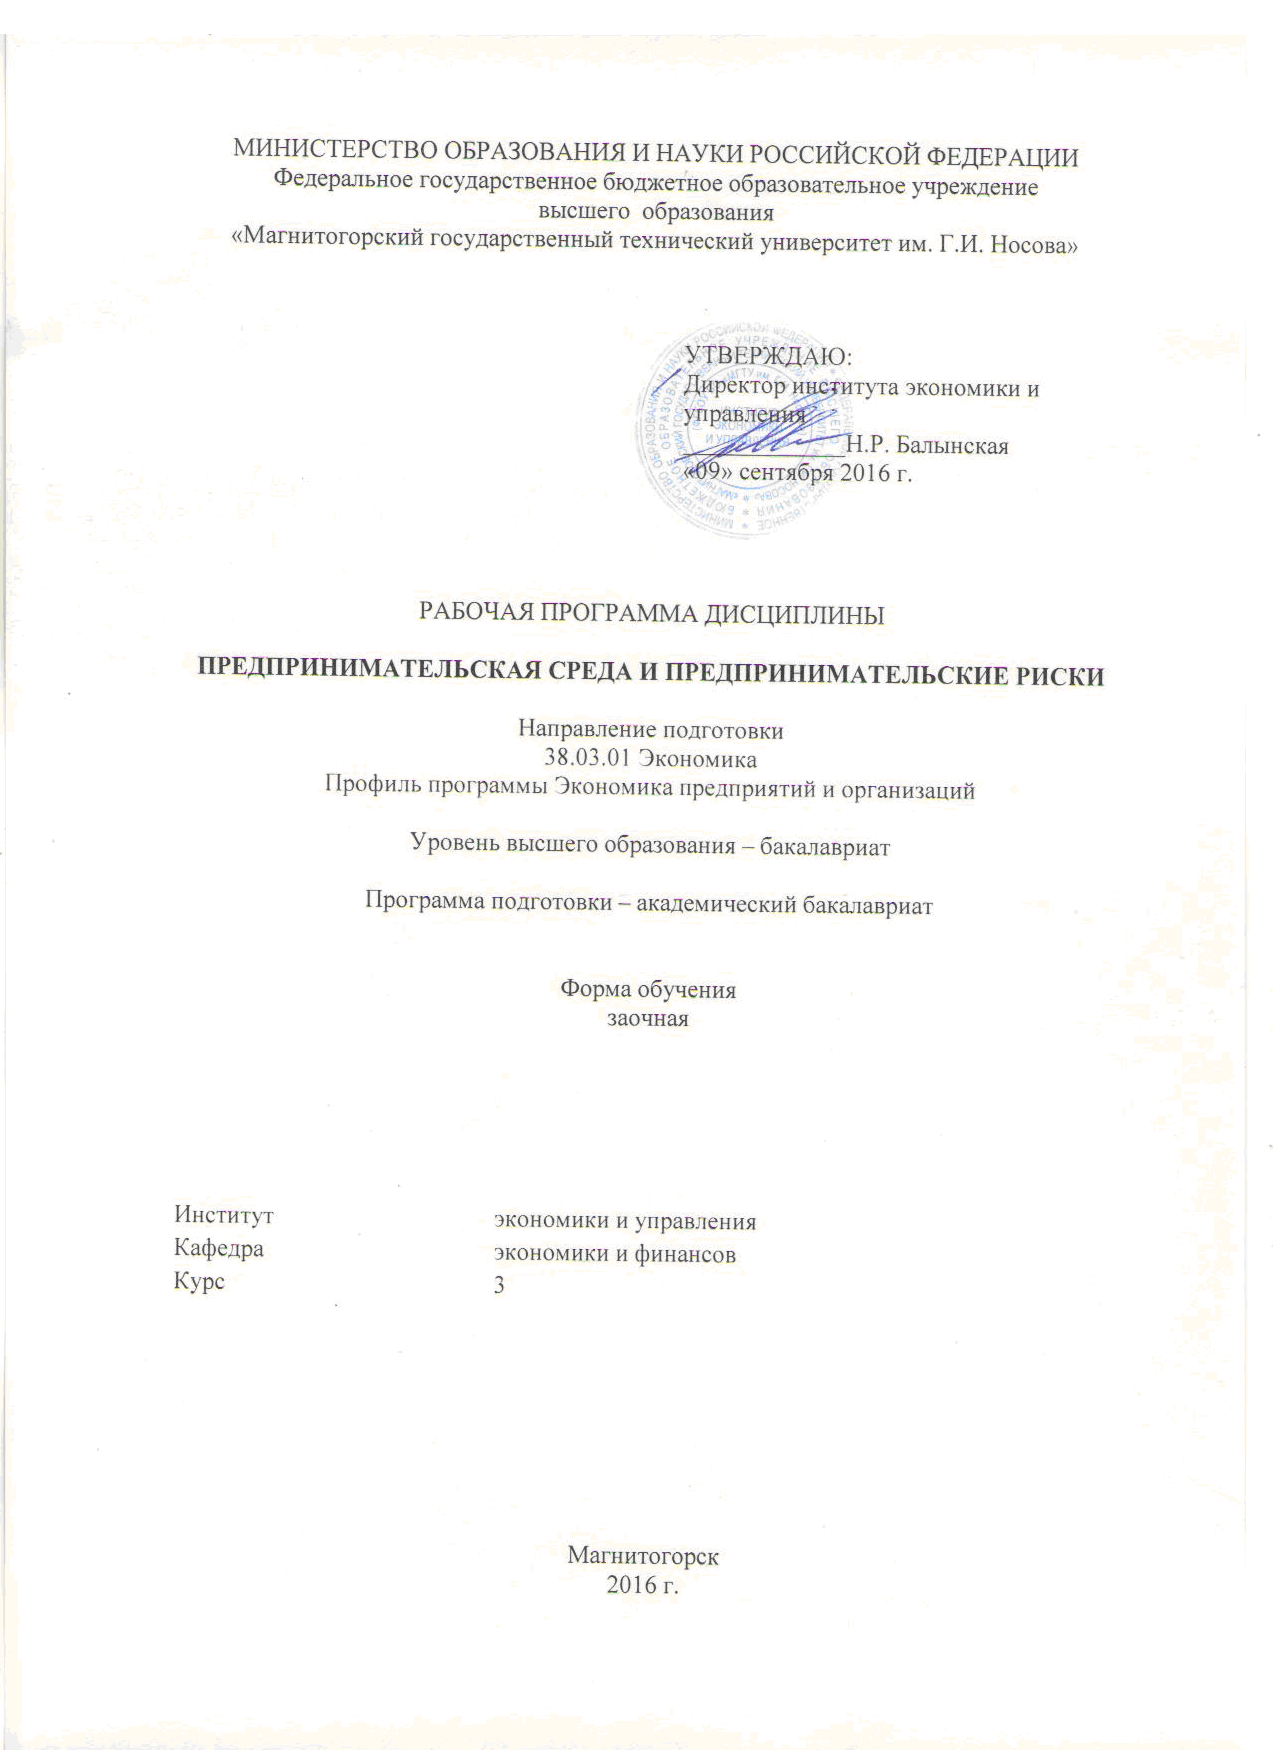 МИНИСТЕРСТВО ОБРАЗОВАНИЯ И НАУКИ РОССИЙСКОЙ ФЕДЕРАЦИИ
Федеральное государственное бюджетное образовательное учреждение
высшего образования
«Магнитогорский государственный технический университет им. Г.И. Носова»
УТВЕРЖДАЮ:
Директор института экономики и
управления
Н.Р. Балынская
«09» сентября 2016 г.
РАБОЧАЯ ПРОГРАММА ДИСЦИПЛИНЫ
ПРЕДПРИНИМАТЕЛЬСКАЯ СРЕДА И ПРЕДПРИНИМАТЕЛЬСКИЕ РИСКИ
Направление подготовки
38.03.01 Экономика
Профиль программы Экономика предприятий и организаций
Уровень высшего образования – бакалавриат
Программа подготовки – академический бакалавриат
Форма обучения
заочная
Институт экономики и управления
Кафедра экономики и финансов
Курс 3
Магнитогорск
2016 г.